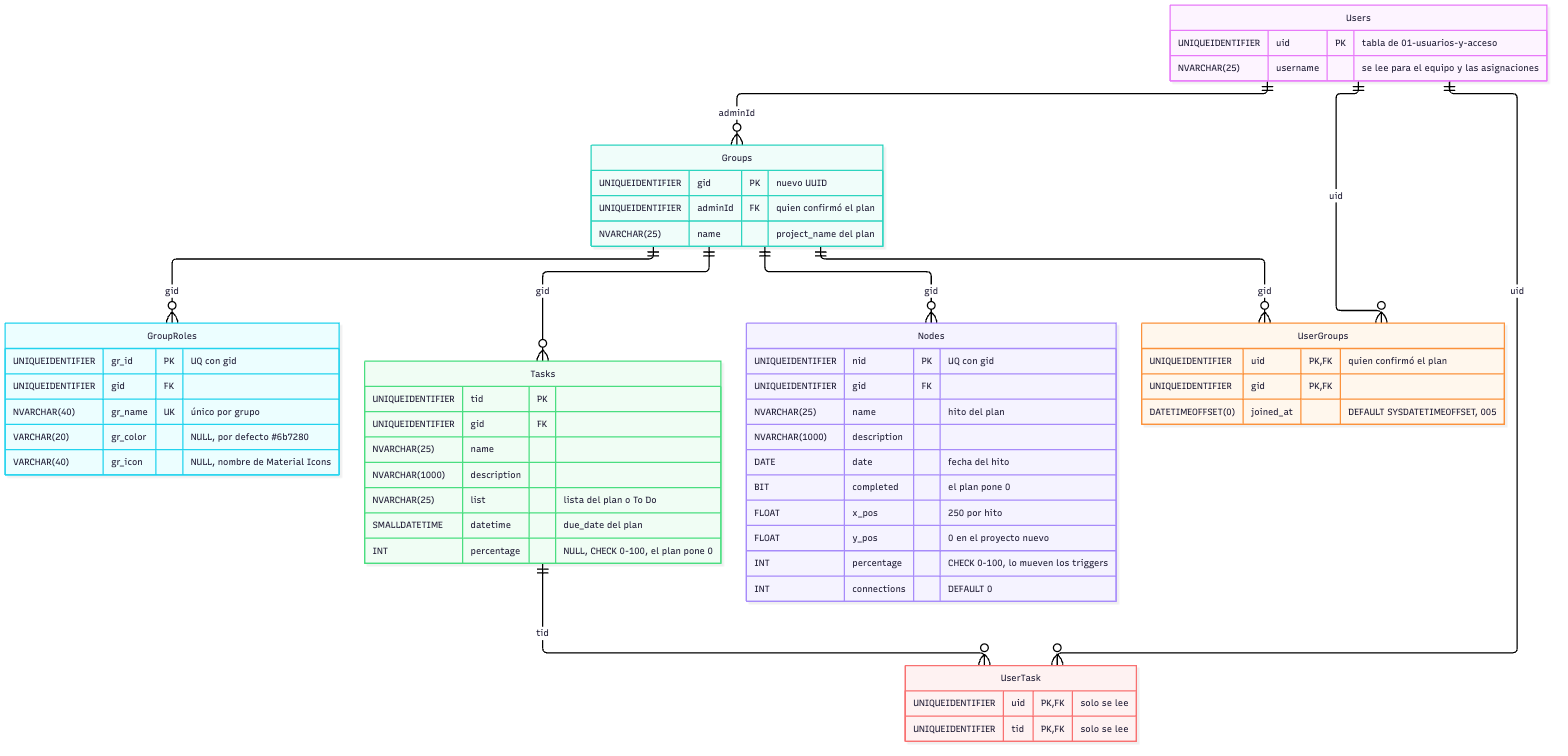 Users
UNIQUEIDENTIFIER uid PK tabla de 01-usuarios-y-acceso
NVARCHAR(25) username se lee para el equipo y las asignaciones
adminId
Groups
UNIQUEIDENTIFIER gid PK nuevo UUID
UNIQUEIDENTIFIER adminId FK quien confirmó el plan
NVARCHAR(25) name project_name del plan
uid
uid
gid
gid
gid
gid
GroupRoles
UNIQUEIDENTIFIER gr_id PK UQ con gid
UNIQUEIDENTIFIER gid FK
NVARCHAR(40) gr_name UK único por grupo
VARCHAR(20) gr_color NULL, por defecto #6b7280
VARCHAR(40) gr_icon NULL, nombre de Material Icons
Tasks
UNIQUEIDENTIFIER tid PK
UNIQUEIDENTIFIER gid FK
NVARCHAR(25) name
NVARCHAR(1000) description
NVARCHAR(25) list lista del plan o To Do
SMALLDATETIME datetime due_date del plan
INT percentage NULL, CHECK 0-100, el plan pone 0
Nodes
UNIQUEIDENTIFIER nid PK UQ con gid
UNIQUEIDENTIFIER gid FK
NVARCHAR(25) name hito del plan
NVARCHAR(1000) description
DATE date fecha del hito
BIT completed el plan pone 0
FLOAT x_pos 250 por hito
FLOAT y_pos 0 en el proyecto nuevo
INT percentage CHECK 0-100, lo mueven los triggers
INT connections DEFAULT 0
UserGroups
UNIQUEIDENTIFIER uid PK,FK quien confirmó el plan
UNIQUEIDENTIFIER gid PK,FK
DATETIMEOFFSET(0) joined_at DEFAULT SYSDATETIMEOFFSET, 005
tid
UserTask
UNIQUEIDENTIFIER uid PK,FK solo se lee
UNIQUEIDENTIFIER tid PK,FK solo se lee